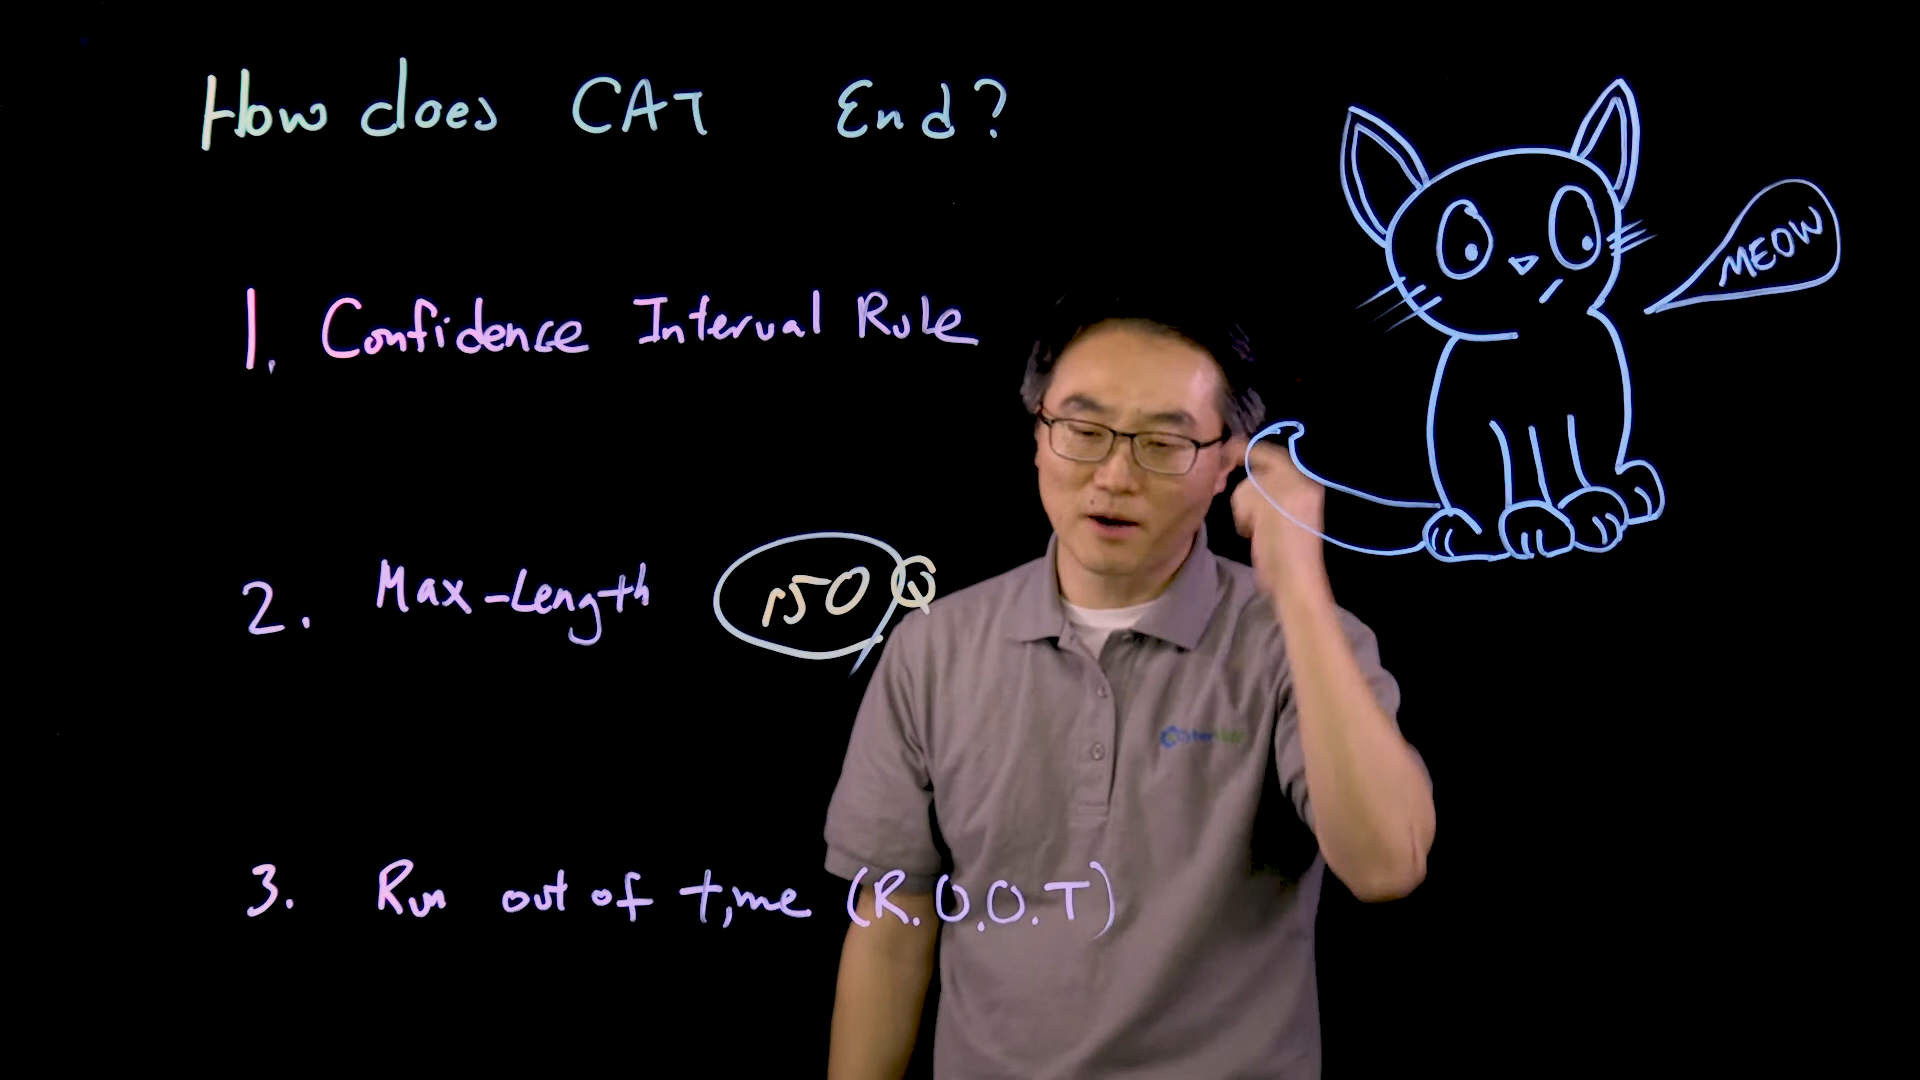 How does CAT End?
MEOW
1. Confidence Interval Rule
2. Max-Length 150 Q
3. Run out of time (R.O.O.T)